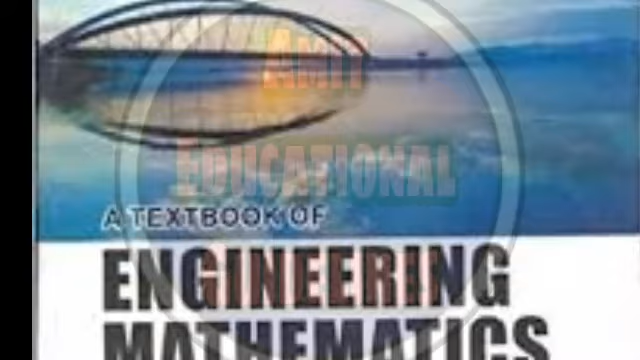 AMIT
EDUCATIONAL
A TEXTBOOK OF
ENGINEERING
MATHEMATICS